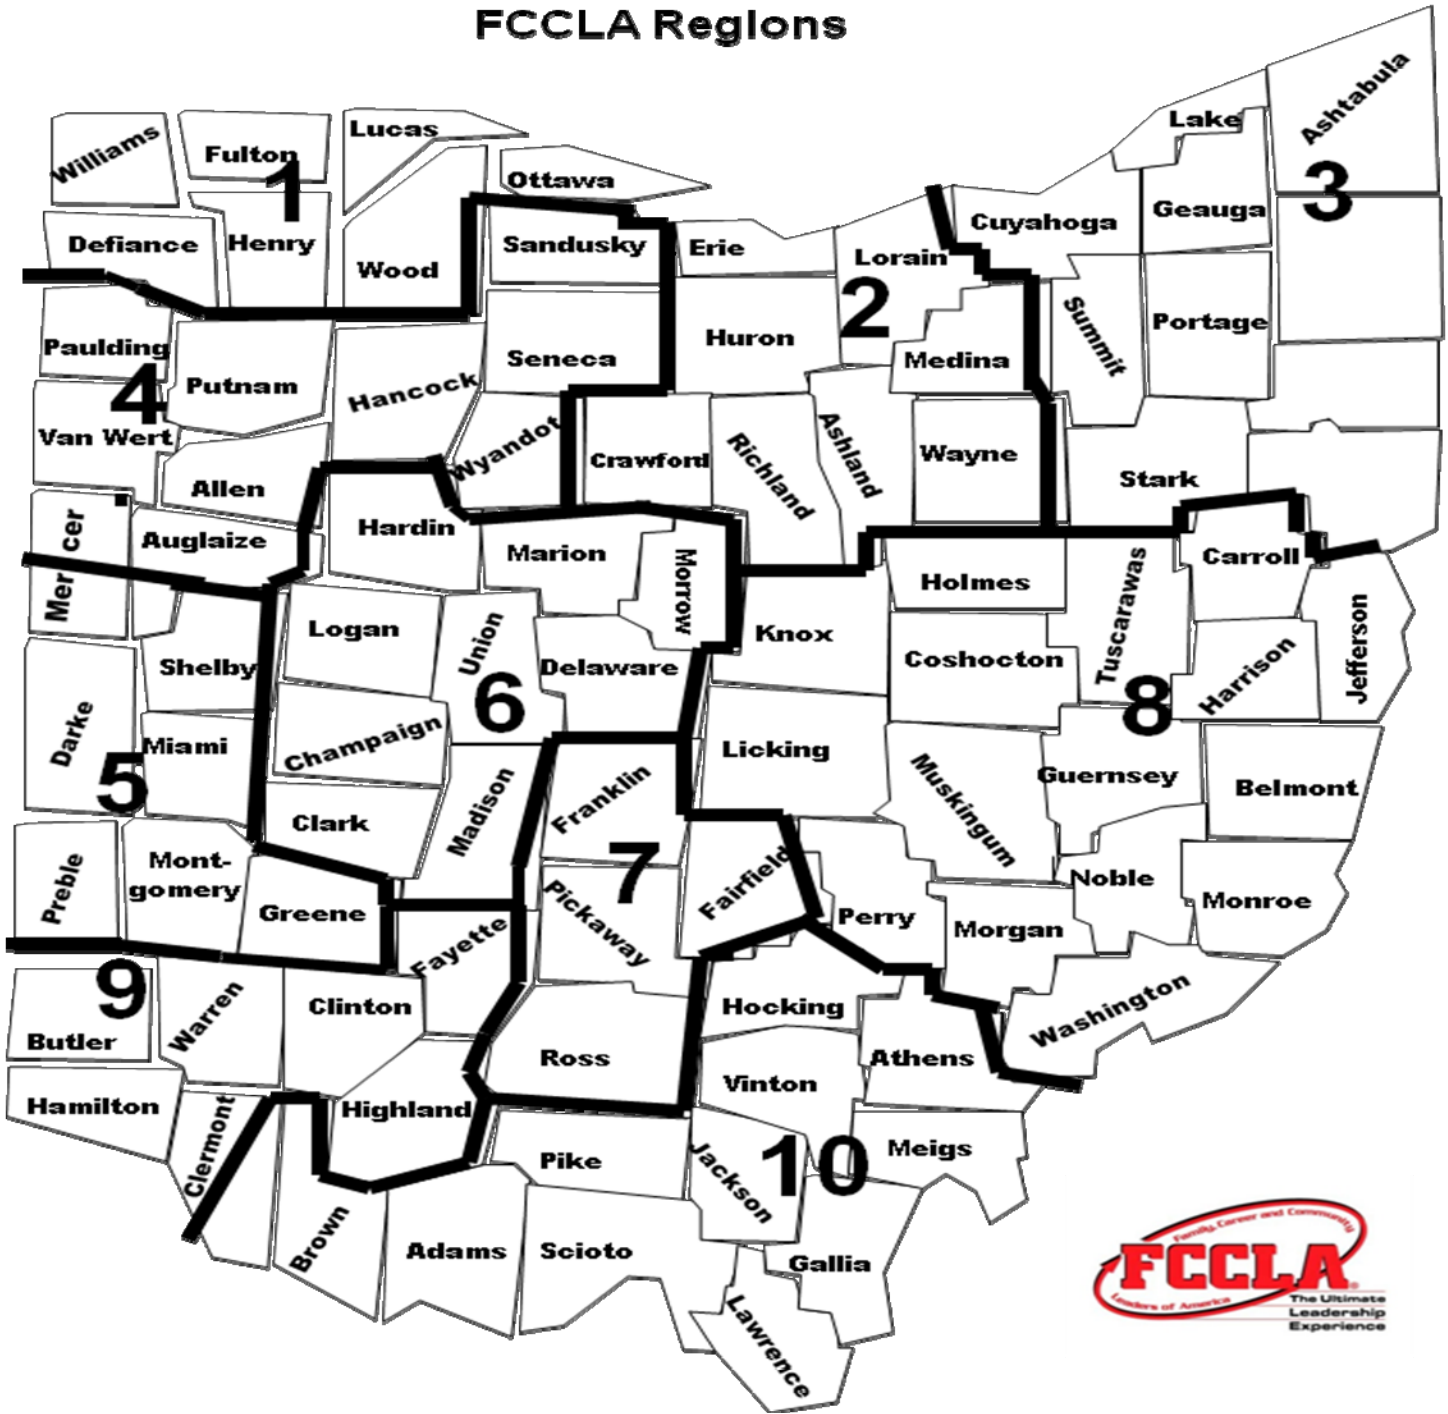 FCCLA Regions
Williams
Fulton
Lucas
Ottawa
Lake
Ashtabula
1
3
Defiance
Henry
Wood
Sandusky
Erie
Lorain
Cuyahoga
Geauga
2
Paulding
Putnam
Hancock
Seneca
Huron
Medina
Summit
Portage
4
Van Wert
Allen
Wyandot
Crawford
Richland
Ashland
Wayne
Stark
Mer cer
Auglaize
Hardin
Marion
Morrow
Holmes
Tuscarawas
Carroll
Jefferson
Logan
Union
Delaware
Knox
Coshocton
Harrison
Shelby
6
8
Darke
Miami
Champaign
Licking
Muskingum
Guernsey
Belmont
5
Clark
Madison
Franklin
Preble
Mont-
gomery
Greene
7
Fairfield
Perry
Morgan
Noble
Monroe
Fayette
Pickaway
9
Butler
Warren
Clinton
Ross
Hocking
Athens
Washington
Hamilton
Clermont
Highland
Pike
Vinton
Jackson
10
Meigs
Brown
Adams
Scioto
Gallia
Lawrence
Family, Career and Community
FCCLA®
Leaders of America
The Ultimate
Leadership
Experience